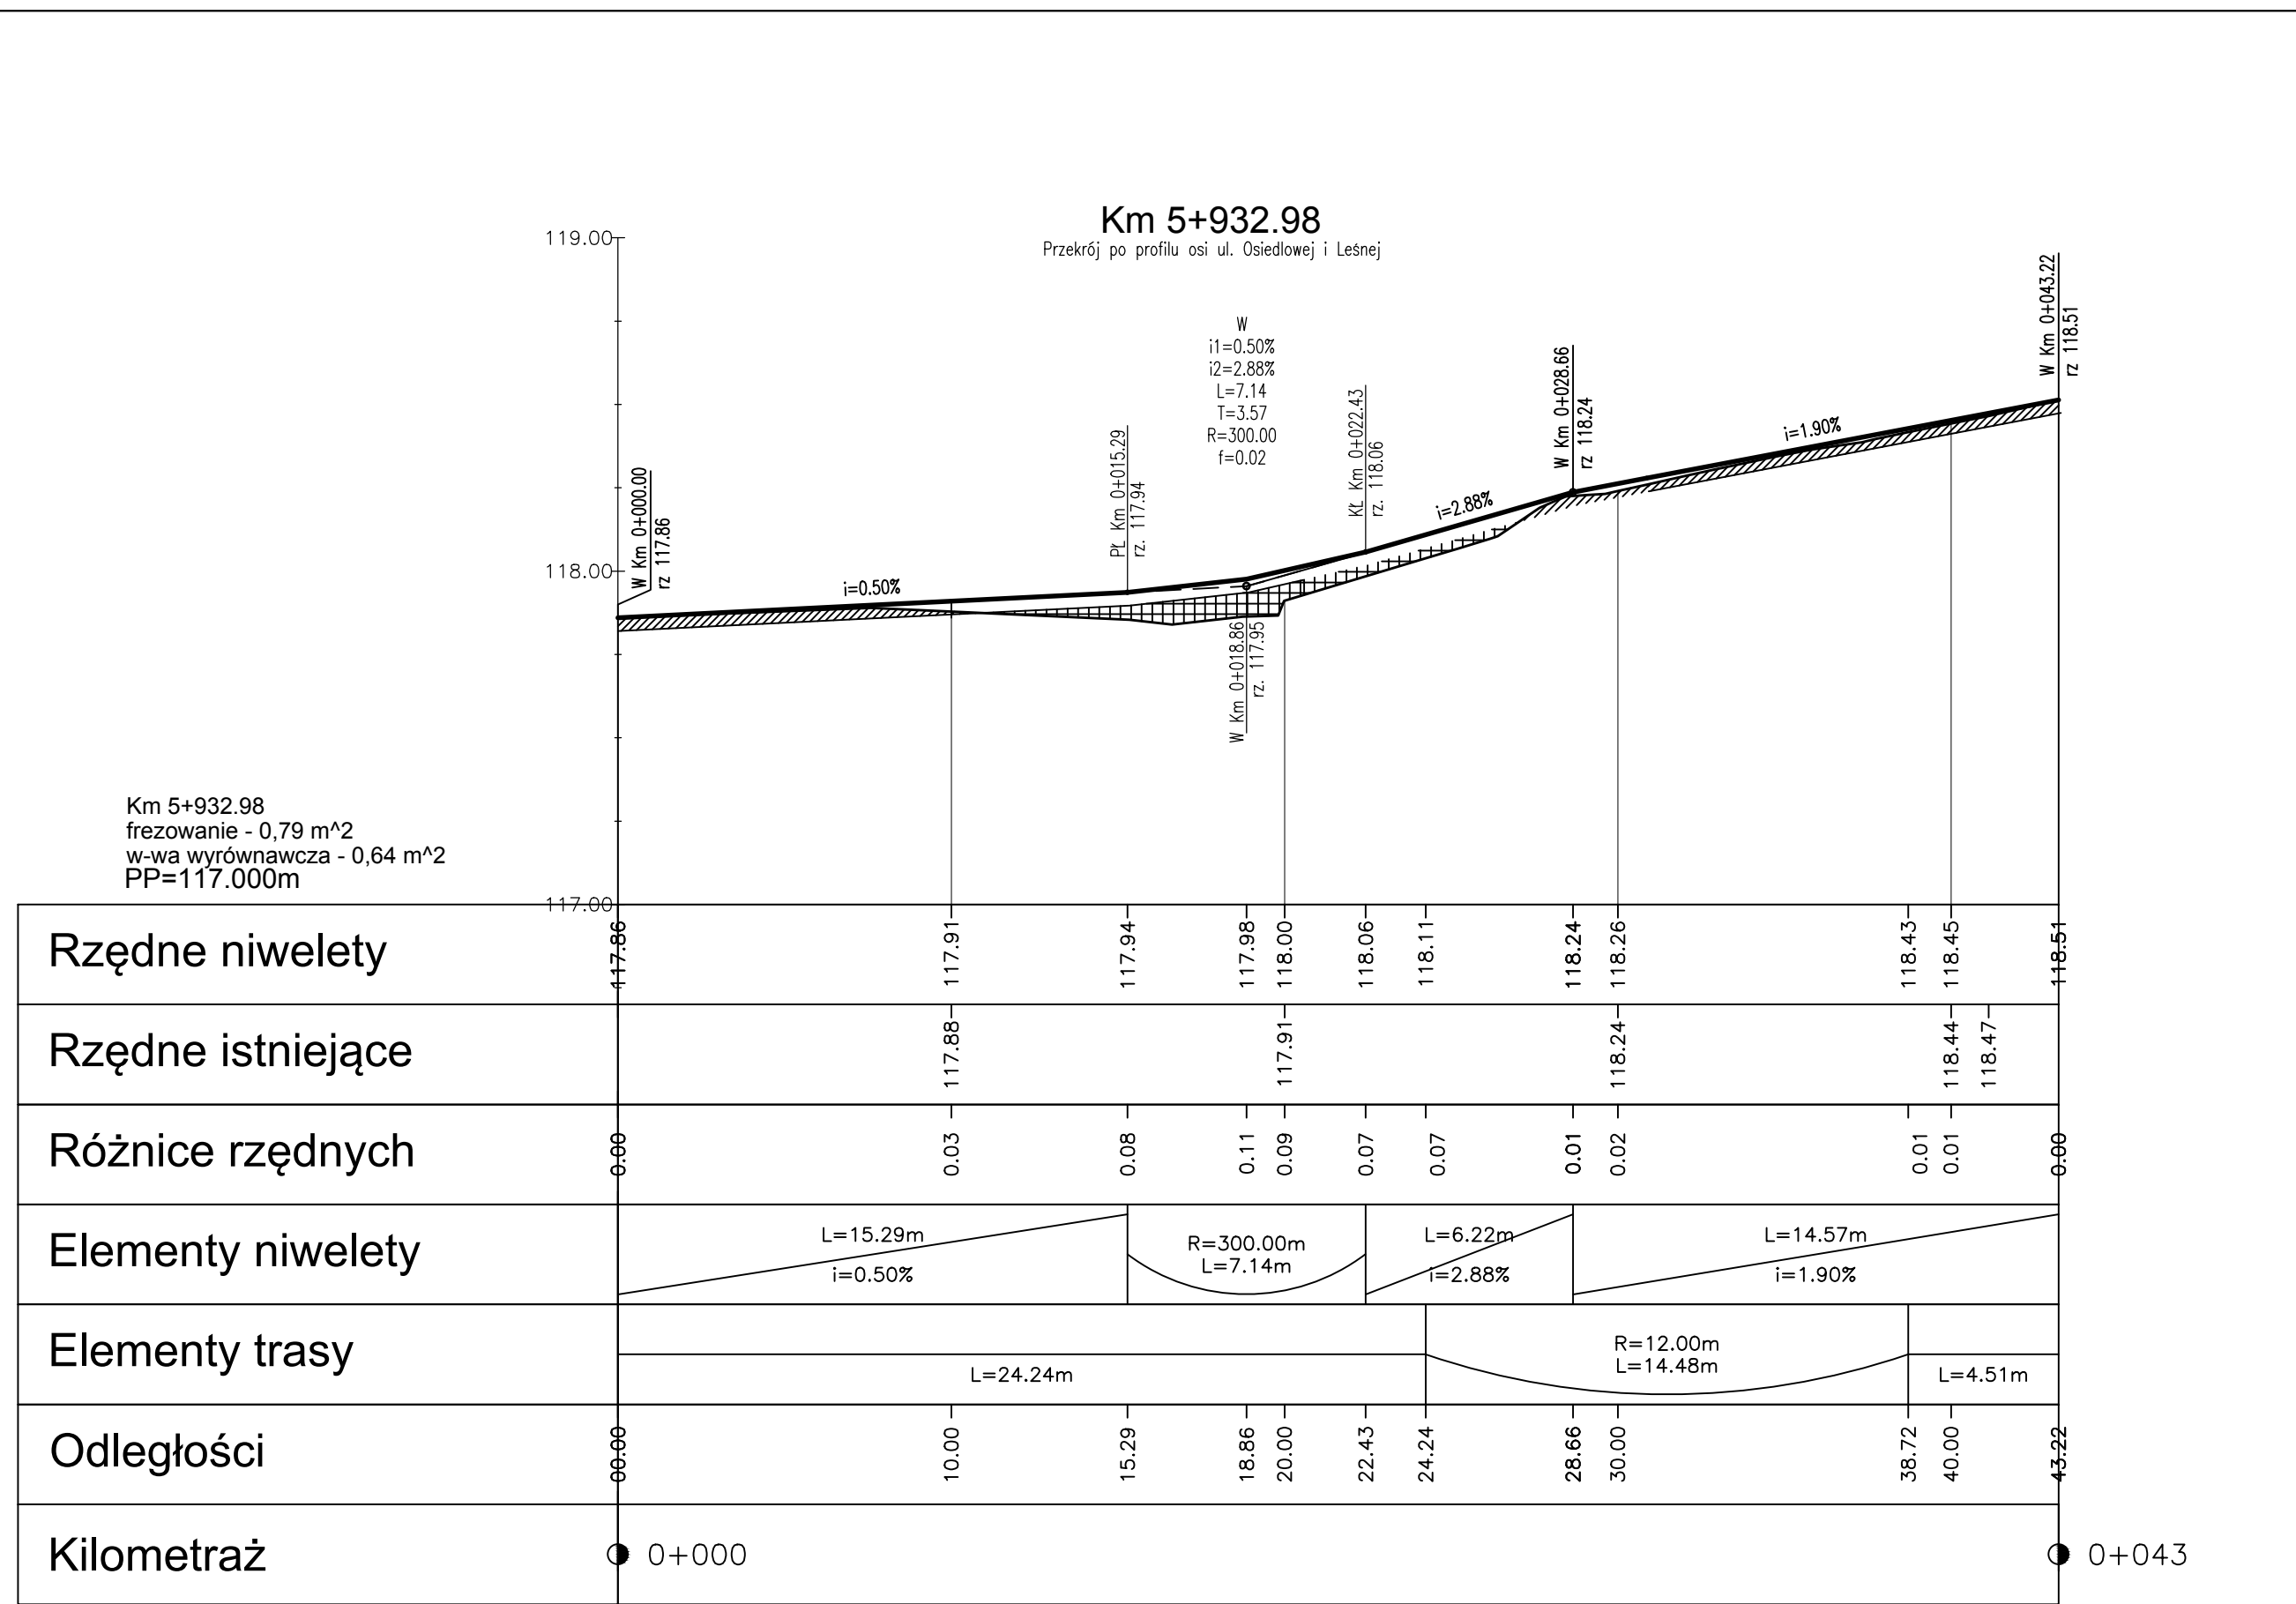 Km 5+932.98
Przekrój po profilu osi ul. Osiedlowej i Leśnej
119.00
118.00
117.00
W Km 0+000.00
rz 117.86
i=0.50%
PŁ Km 0+015.29
rz. 117.94
W
i1=0.50%
i2=2.88%
L=7.14
T=3.57
R=300.00
f=0.02
W Km 0+018.86
rz. 117.95
KŁ Km 0+022.43
rz. 118.06
i=2.88%
W Km 0+028.66
rz 118.24
i=1.90%
W Km 0+043.22
rz 118.51
Km 5+932.98
frezowanie - 0,79 m^2
w-wa wyrównawcza - 0,64 m^2
PP=117.000m
Rzędne niwelety
117.86 117.91 117.94 117.98 118.00 118.06 118.11 118.24 118.26 118.43 118.45 118.51
Rzędne istniejące
117.88 117.91 118.24 118.44 118.47
Różnice rzędnych
0.00 0.03 0.08 0.11 0.09 0.07 0.07 0.01 0.02 0.01 0.01 0.00
Elementy niwelety
L=15.29m
i=0.50%
R=300.00m
L=7.14m
L=6.22m
i=2.88%
L=14.57m
i=1.90%
Elementy trasy
L=24.24m
R=12.00m
L=14.48m
L=4.51m
Odległości
00.00 10.00 15.29 18.86 20.00 22.43 24.24 28.66 30.00 38.72 40.00 43.22
Kilometraż
0+000
0+043